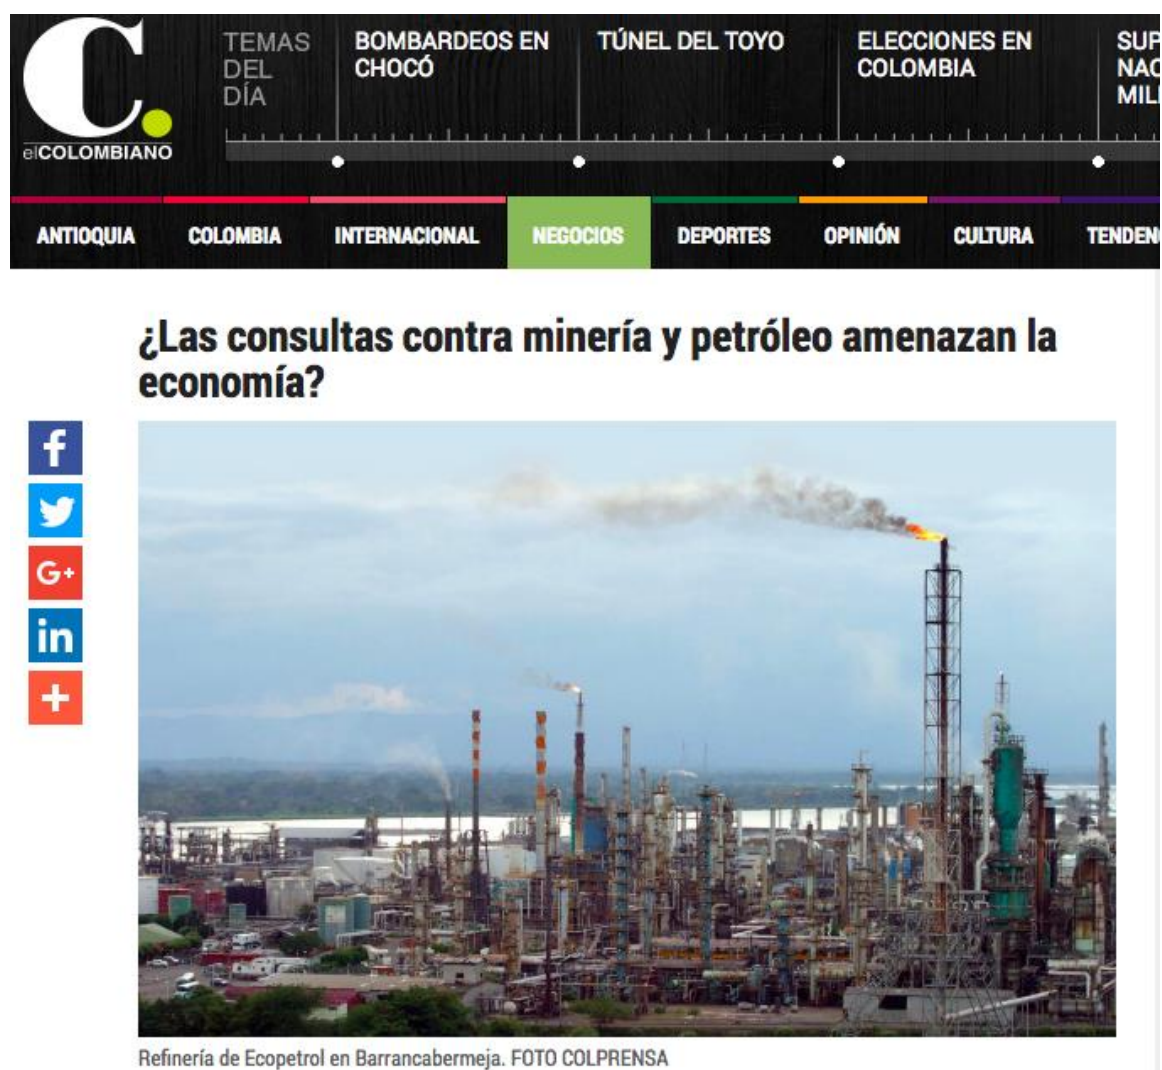 TEMAS
DEL
DÍA
BOMBARDEOS EN
CHOCÓ
TÚNEL DEL TOYO
ELECCIONES EN
COLOMBIA
elCOLOMBIANO
ANTIOQUIA
COLOMBIA
INTERNACIONAL
NEGOCIOS
DEPORTES
OPINIÓN
CULTURA
¿Las consultas contra minería y petróleo amenazan la
economía?
f
G+
in
+
Refinería de Ecopetrol en Barrancabermeja. FOTO COLPRENSA